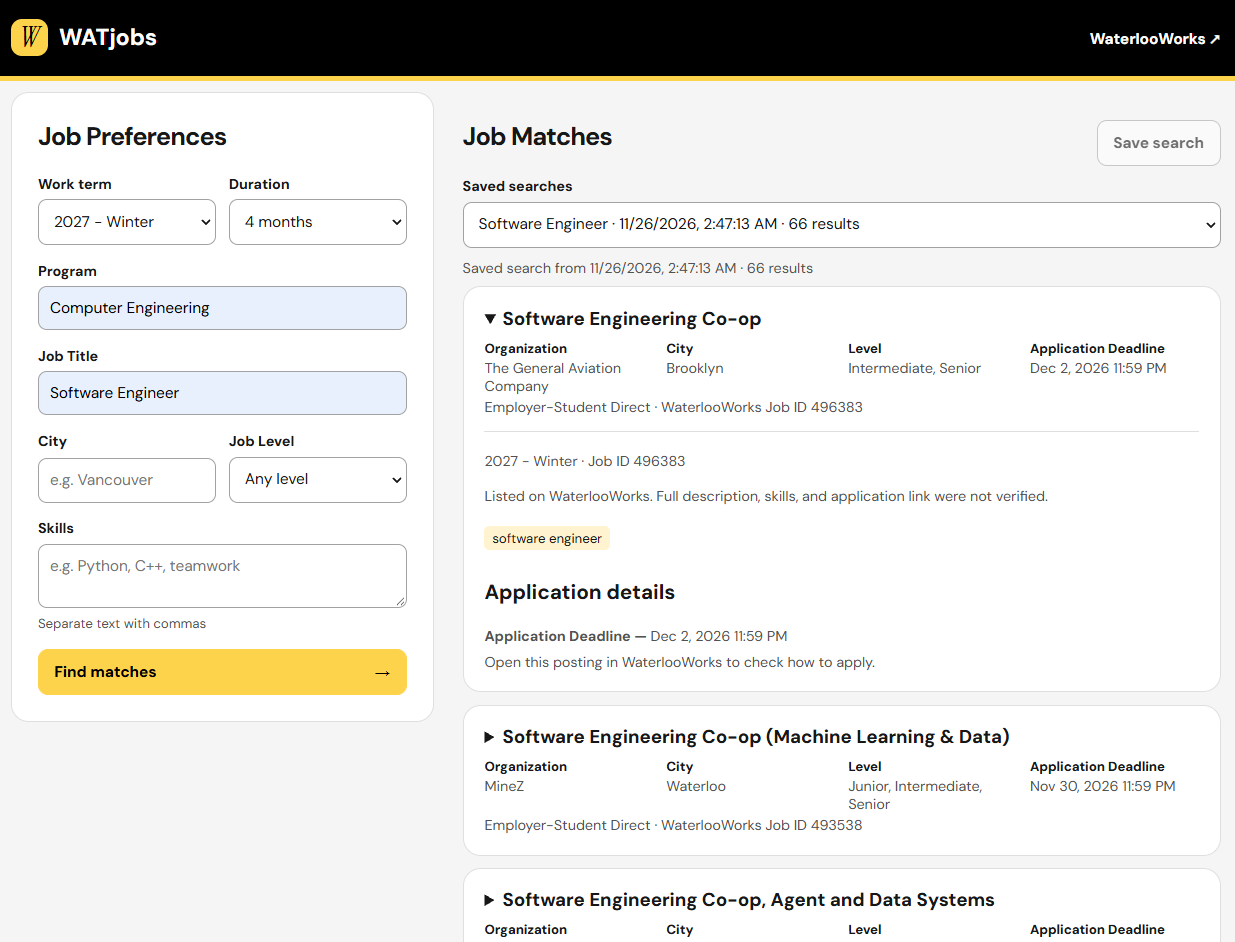 W WATjobs
WaterlooWorks ↗
Job Preferences
Work term Duration
2027 - Winter 4 months
Program
Computer Engineering
Job Title
Software Engineer
City Job Level
e.g. Vancouver Any level
Skills
e.g. Python, C++, teamwork
Separate text with commas
Find matches →
Job Matches
Save search
Saved searches
Software Engineer · 11/26/2026, 2:47:13 AM · 66 results
Saved search from 11/26/2026, 2:47:13 AM · 66 results
▼ Software Engineering Co-op
Organization City Level Application Deadline
The General Aviation Brooklyn Intermediate, Senior Dec 2, 2026 11:59 PM
Company
Employer-Student Direct · WaterlooWorks Job ID 496383
2027 - Winter · Job ID 496383
Listed on WaterlooWorks. Full description, skills, and application link were not verified.
software engineer
Application details
Application Deadline — Dec 2, 2026 11:59 PM
Open this posting in WaterlooWorks to check how to apply.
▶ Software Engineering Co-op (Machine Learning & Data)
Organization City Level Application Deadline
MineZ Waterloo Junior, Intermediate, Nov 30, 2026 11:59 PM
Senior
Employer-Student Direct · WaterlooWorks Job ID 493538
▶ Software Engineering Co-op, Agent and Data Systems
Organization City Level Application Deadline